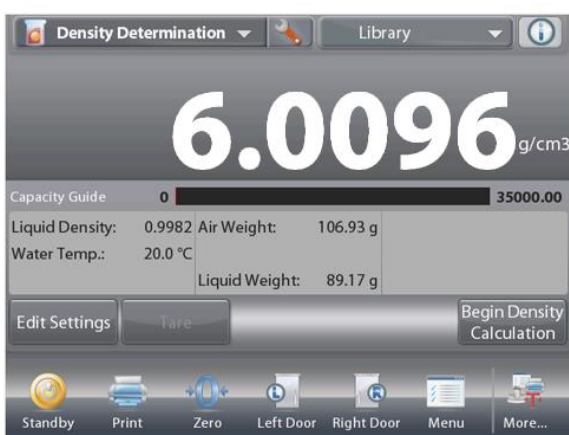 Density Determination Library
6.0096 g/cm3
Capacity Guide 0 35000.00
Liquid Density: 0.9982 Air Weight: 106.93 g
Water Temp.: 20.0 °C
Liquid Weight: 89.17 g
Edit Settings Tare Begin Density
Calculation
L R T
Standby Print Zero Left Door Right Door Menu More...